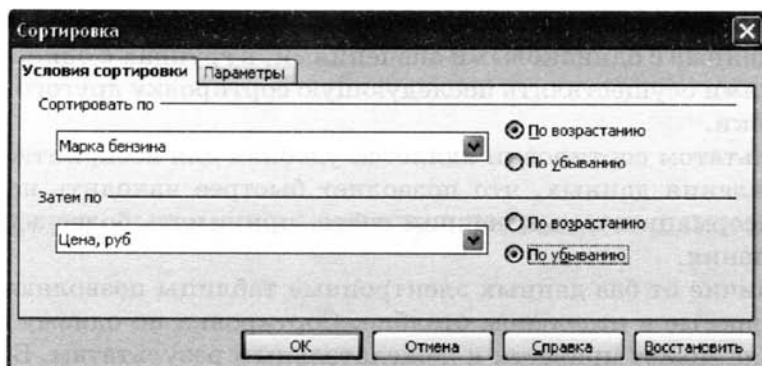 Сортировка
Условия сортировки Параметры
Сортировать по
Марка бензина
По возрастанию
По убыванию
Затем по
Цена, руб
По возрастанию
По убыванию
ОК Отмена Справка Восстановить